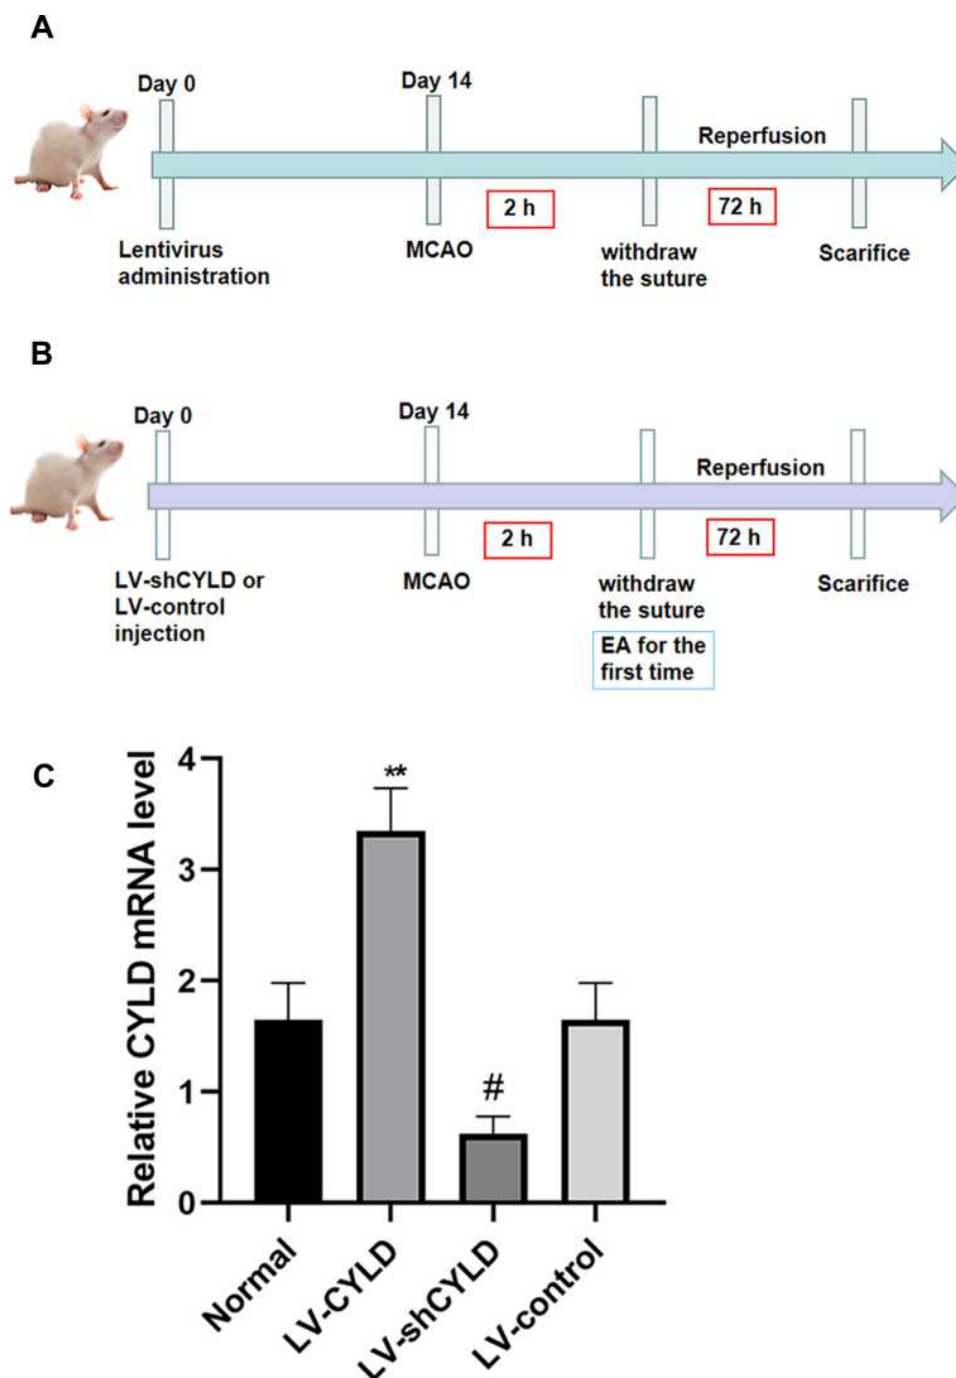 A
Day 0
Day 14
Reperfusion
2 h
72 h
Lentivirus
administration
MCAO
withdraw
the suture
Scarifice
B
Day 0
Day 14
Reperfusion
2 h
72 h
LV-shCYLD or
LV-control
injection
MCAO
withdraw
the suture
EA for the
first time
Scarifice
C
Relative CYLD mRNA level
4
3
2
1
0
**
#
Normal
LV-CYLD
LV-shCYLD
LV-control